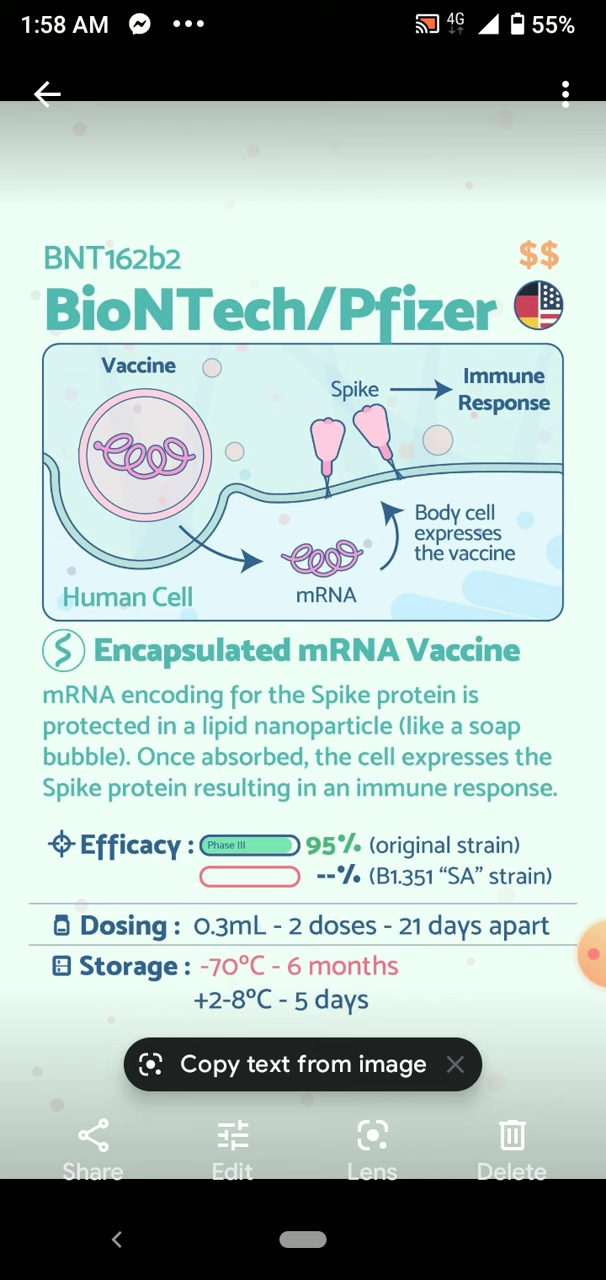 1:58 AM
4G
55%
BNT162b2
$$
BioNTech/Pfizer
Vaccine
Spike
Immune
Response
Body cell
expresses
the vaccine
mRNA
Human Cell
Encapsulated mRNA Vaccine
mRNA encoding for the Spike protein is
protected in a lipid nanoparticle (like a soap
bubble). Once absorbed, the cell expresses the
Spike protein resulting in an immune response.
Efficacy : Phase III 95% (original strain)
--% (B1.351 “SA” strain)
Dosing : 0.3mL - 2 doses - 21 days apart
Storage : -70ºC - 6 months
+2-8ºC - 5 days
Copy text from image
Share Edit Lens Delete